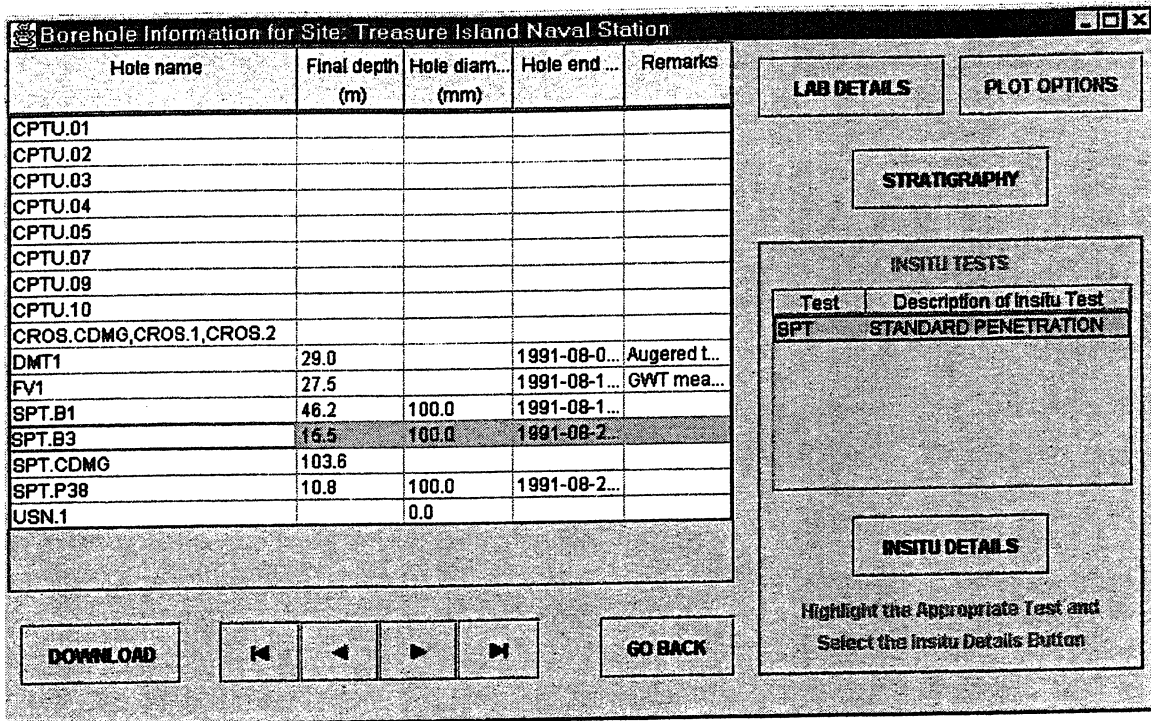 Borehole Information for Site: Treasure Island Naval Station
Hole name Final depth (m) Hole diam... (mm) Hole end ... Remarks
CPTU.01
CPTU.02
CPTU.03
CPTU.04
CPTU.05
CPTU.07
CPTU.09
CPTU.10
CROS.CDMG,CROS.1,CROS.2
DMT1 29.0 1991-08-0... Augered t...
FV1 27.5 1991-08-1... GWT mea...
SPT.B1 46.2 100.0 1991-08-1...
SPT.B3 15.5 100.0 1991-08-2...
SPT.CDMG 103.6
SPT.P38 10.8 100.0 1991-08-2...
USN.1 0.0
DOWNLOAD
GO BACK
LAB DETAILS
PLOT OPTIONS
STRATIGRAPHY
INSITU TESTS
Test Description of Insitu Test
SPT STANDARD PENETRATION
INSITU DETAILS
Highlight the Appropriate Test and
Select the Insitu Details Button